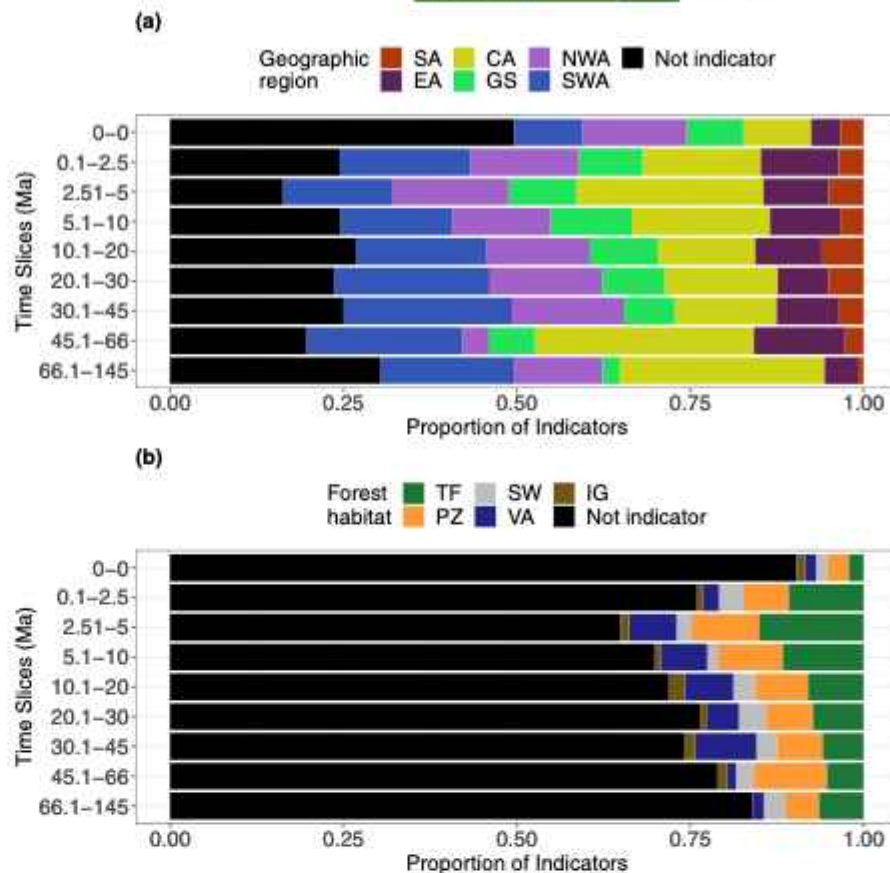 (a)
Geographic region SA CA NWA Not indicator
EA GS SWA
Time Slices (Ma)
0–0
0.1–2.5
2.51–5
5.1–10
10.1–20
20.1–30
30.1–45
45.1–66
66.1–145
0.00 0.25 0.50 0.75 1.00
Proportion of Indicators
(b)
Forest habitat TF SW IG
PZ VA Not indicator
Time Slices (Ma)
0–0
0.1–2.5
2.51–5
5.1–10
10.1–20
20.1–30
30.1–45
45.1–66
66.1–145
0.00 0.25 0.50 0.75 1.00
Proportion of Indicators